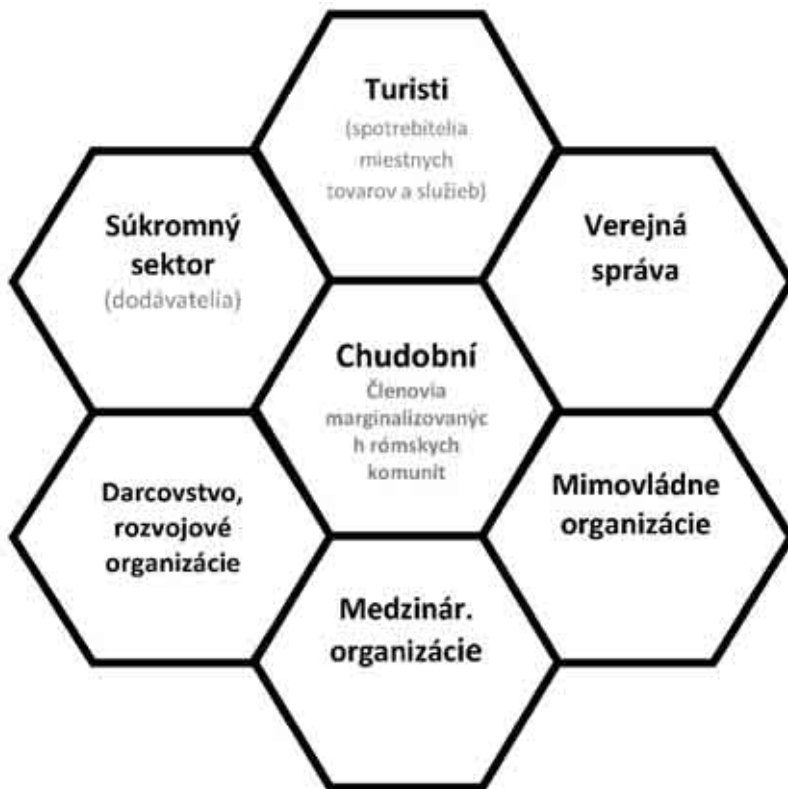 Turisti
(spotrebitelia
miestnych
tovarov a služieb)
Súkromný
sektor
(dodávatelia)
Verejná
správa
Chudobní
Členovia
marginalizovanýc
h rómskych
komunít
Darcovstvo,
rozvojové
organizácie
Mimovládne
organizácie
Medzinár.
organizácie